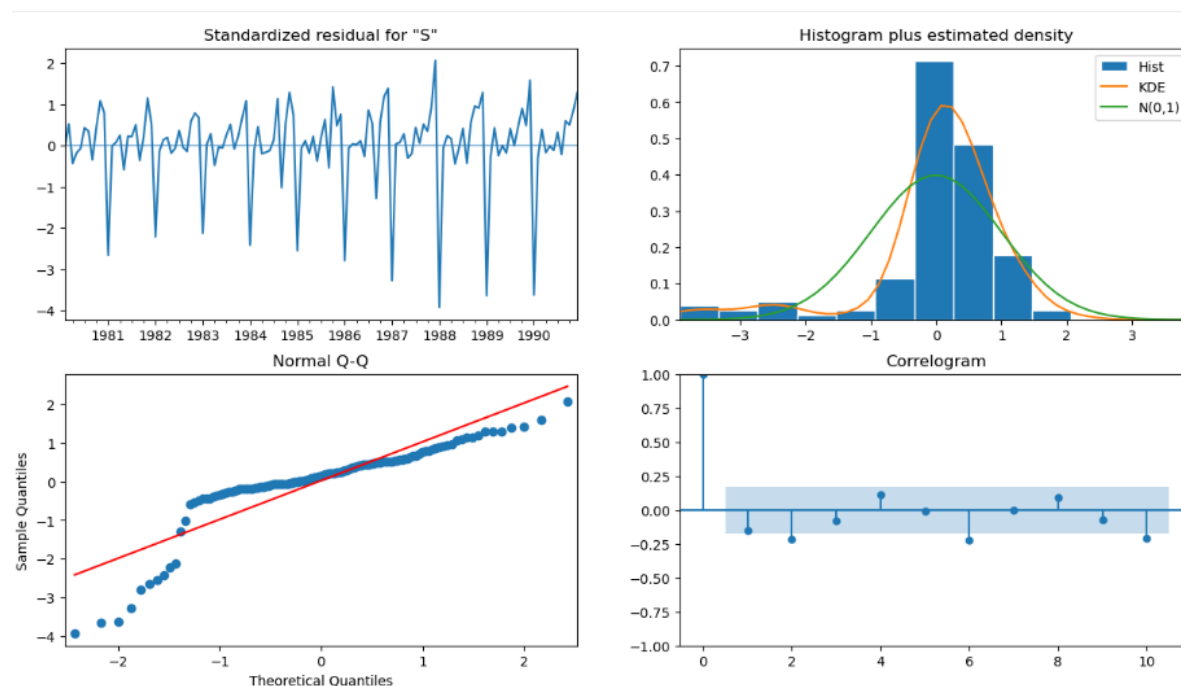 Standardized residual for "S"
2
1
0
−1
−2
−3
−4
1981 1982 1983 1984 1985 1986 1987 1988 1989 1990
Histogram plus estimated density
Hist
KDE
N(0,1)
0.7
0.6
0.5
0.4
0.3
0.2
0.1
0.0
−3 −2 −1 0 1 2 3
Normal Q-Q
Sample Quantiles
2
1
0
−1
−2
−3
−4
−2 −1 0 1 2
Theoretical Quantiles
Correlogram
1.00
0.75
0.50
0.25
0.00
−0.25
−0.50
−0.75
−1.00
0 2 4 6 8 10